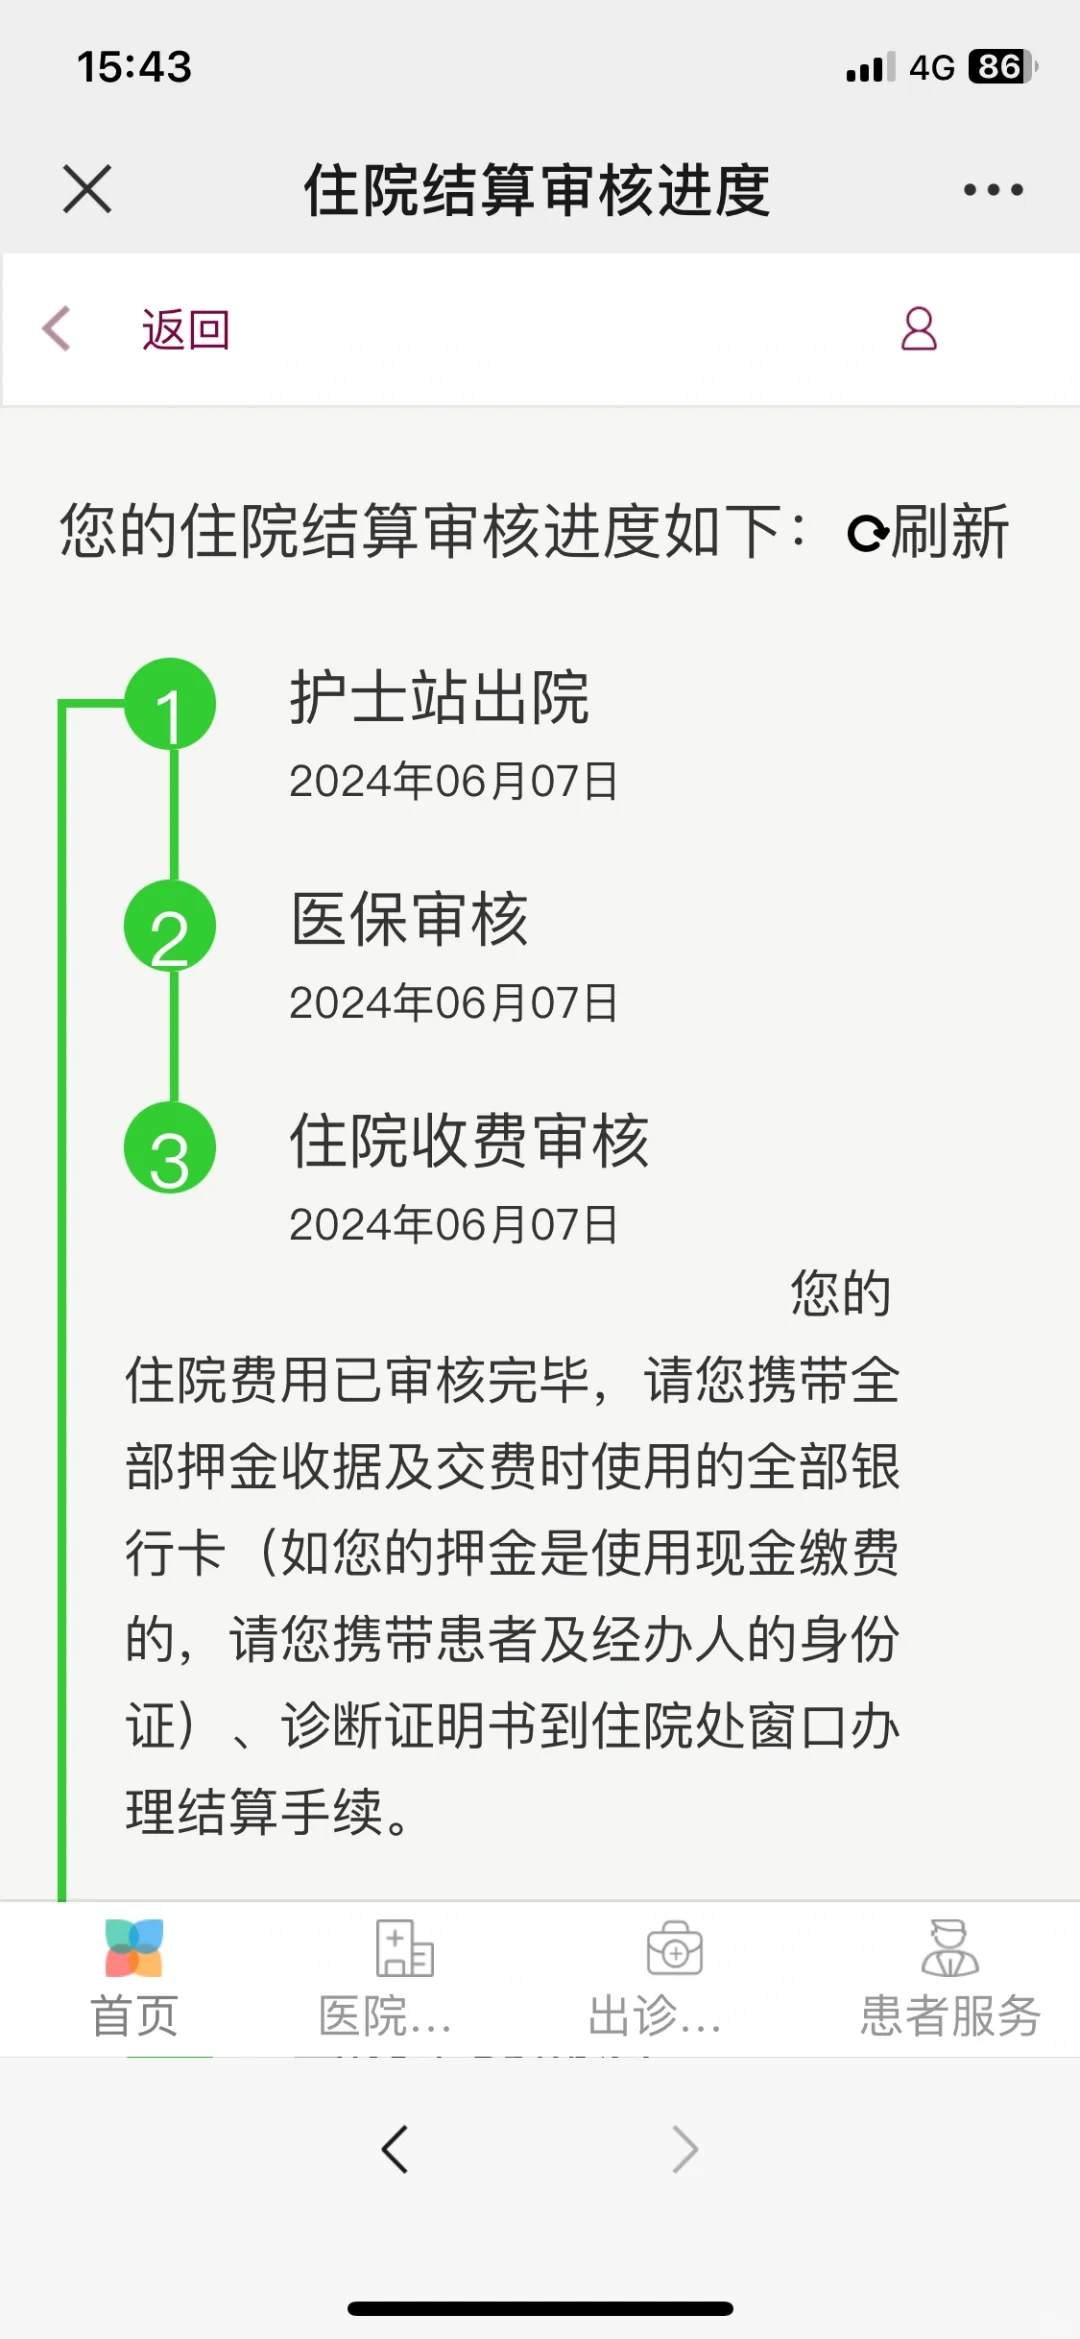 15:43
4G 86
住院结算审核进度
返回
您的住院结算审核进度如下：刷新
1 护士站出院
2024年06月07日
2 医保审核
2024年06月07日
3 住院收费审核
2024年06月07日
您的
住院费用已审核完毕，请您携带全
部押金收据及交费时使用的全部银
行卡（如您的押金是使用现金缴费
的，请您携带患者及经办人的身份
证）、诊断证明书到住院处窗口办
理结算手续。
首页 医院... 出诊... 患者服务